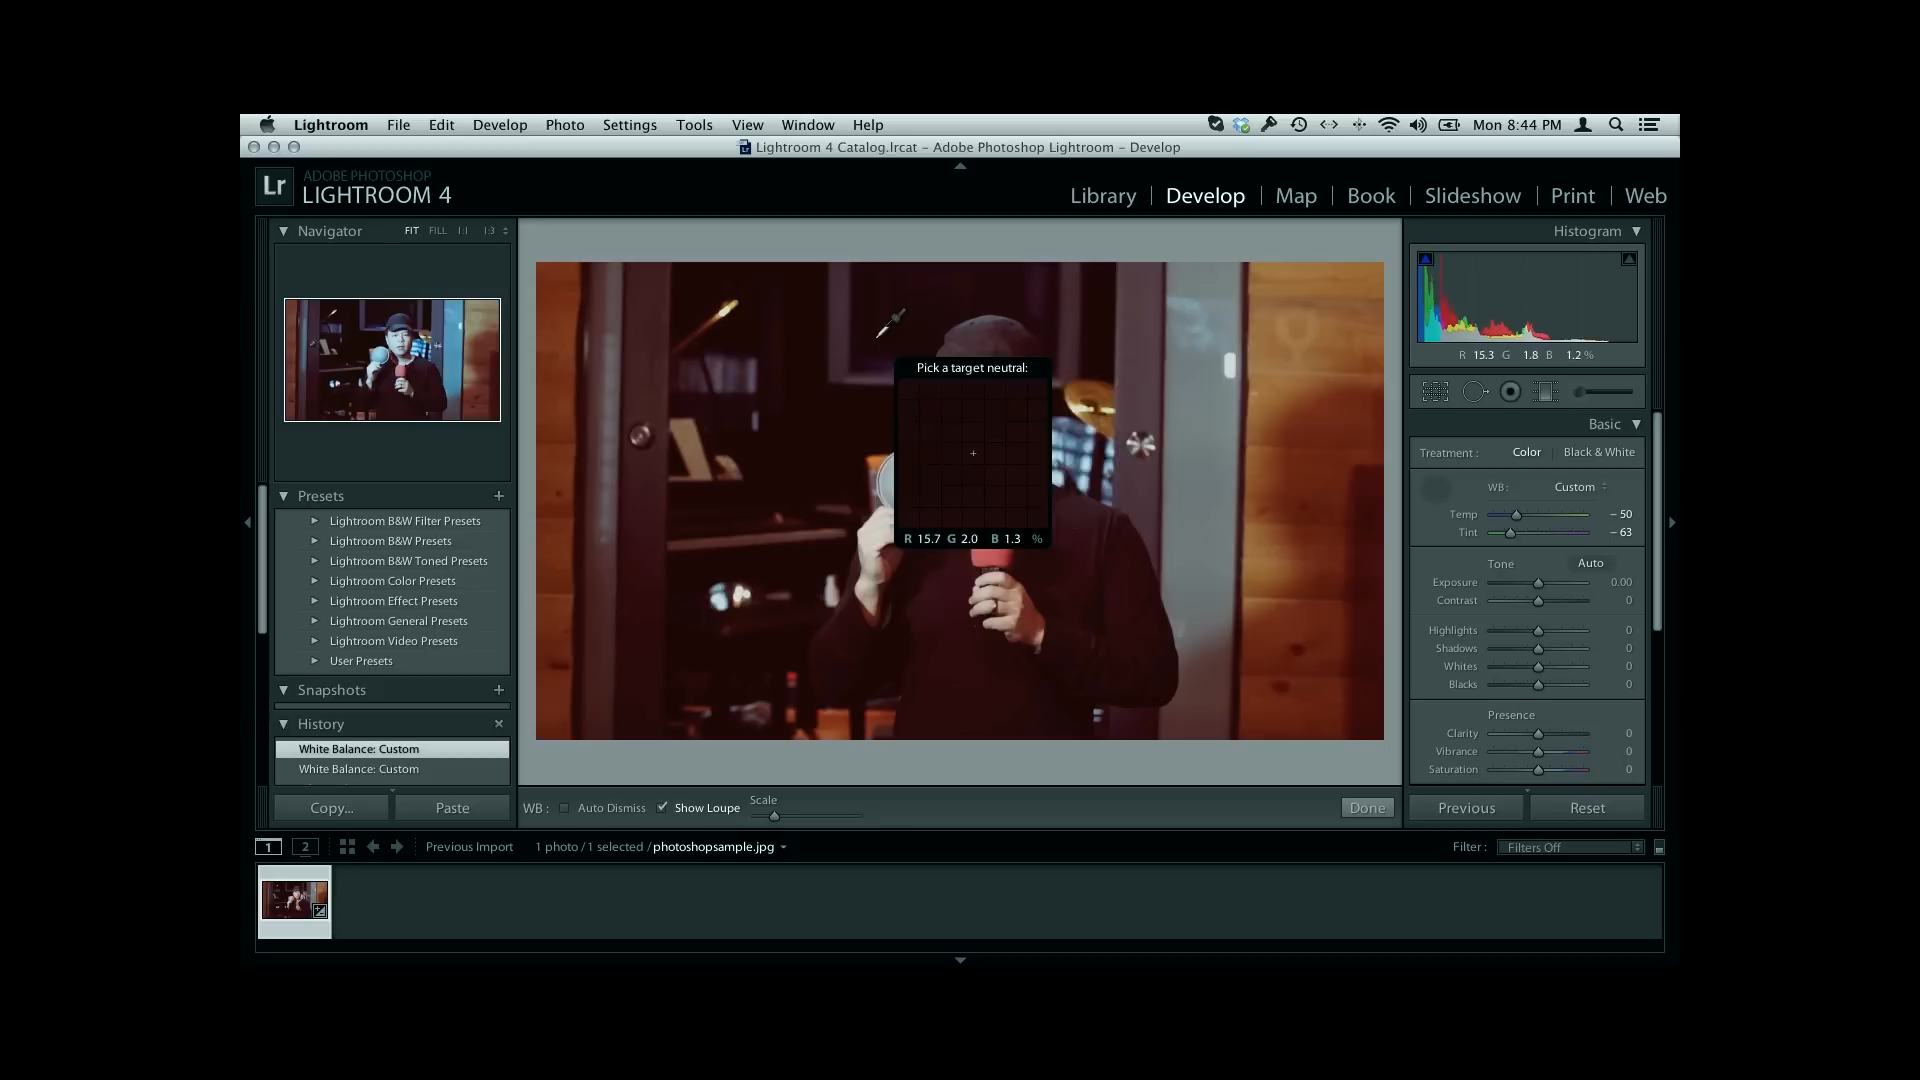 Lightroom File Edit Develop Photo Settings Tools View Window Help Mon 8:44 PM
Lr Lightroom 4 Catalog.lrcat – Adobe Photoshop Lightroom – Develop
Lr ADOBE PHOTOSHOP
LIGHTROOM 4
Library Develop Map Book Slideshow Print Web
Navigator FIT FILL 1:1 1:3
Histogram
R 15.3 G 1.8 B 1.2 %
Pick a target neutral:
R 15.7 G 2.0 B 1.3 %
Basic
Treatment : Color Black & White
WB : Custom
Temp – 50
Tint – 63
Tone Auto
Exposure 0.00
Contrast 0
Highlights 0
Shadows 0
Whites 0
Blacks 0
Presence
Clarity 0
Vibrance 0
Saturation 0
Presets +
Lightroom B&W Filter Presets
Lightroom B&W Presets
Lightroom B&W Toned Presets
Lightroom Color Presets
Lightroom Effect Presets
Lightroom General Presets
Lightroom Video Presets
User Presets
Snapshots +
History ×
White Balance: Custom
White Balance: Custom
Copy... Paste
WB : Auto Dismiss Show Loupe Scale Done
Previous Reset
1 2 Previous Import 1 photo / 1 selected / photoshopsample.jpg
Filter : Filters Off